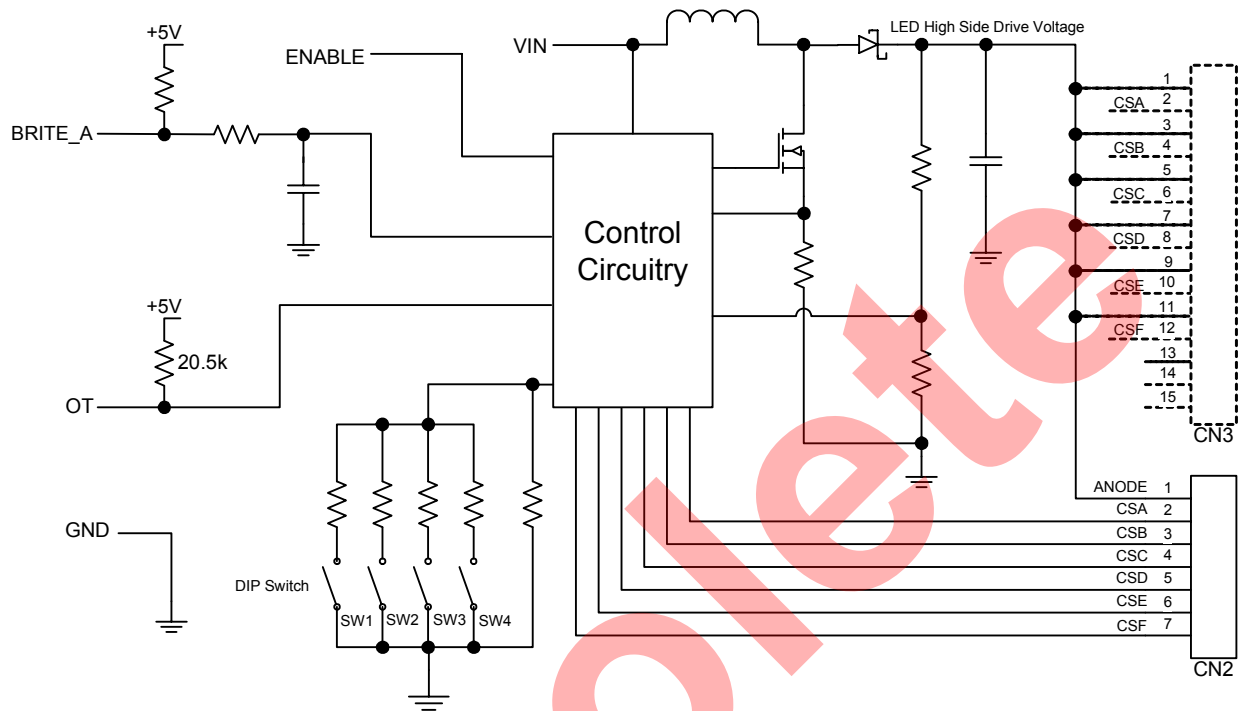 +5V
ENABLE
VIN
LED High Side Drive Voltage
BRITE_A
1
CSA 2
3
CSB 4
5
CSC 6
7
CSD 8
9
CSE 10
11
CSF 12
13
14
15
CN3
Control
Circuitry
+5V
20.5k
OT
GND
DIP Switch
SW1 SW2 SW3 SW4
ANODE 1
CSA 2
CSB 3
CSC 4
CSD 5
CSE 6
CSF 7
CN2
olete